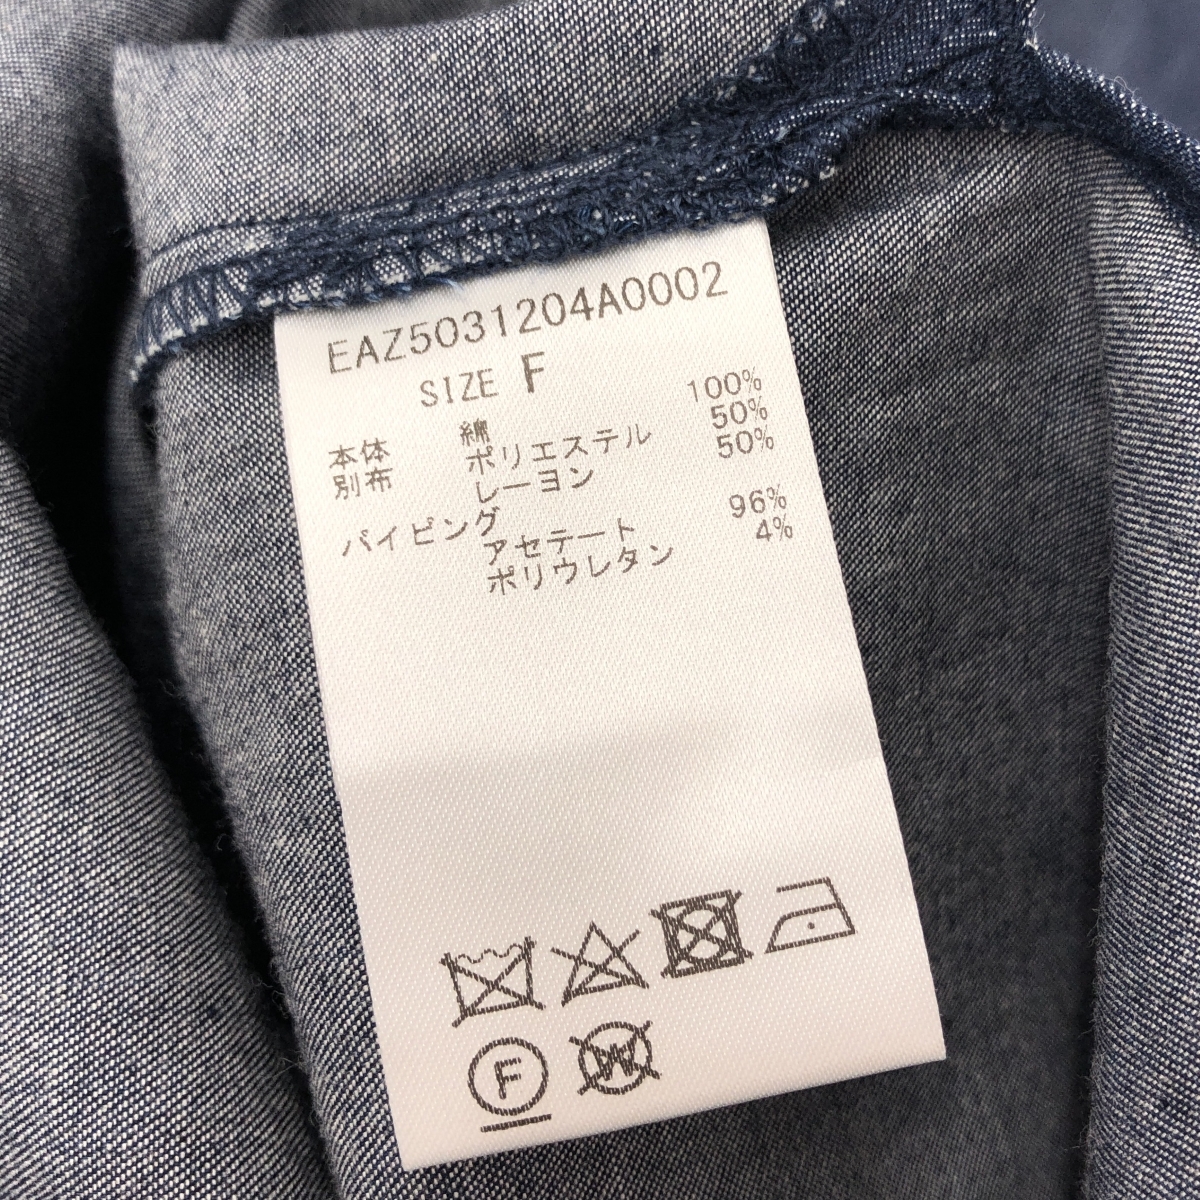 EAZ5031204A0002
SIZE F
本体 綿 100%
別布 ポリエステル 50%
レーヨン 50%
パイピング
アセテート 96%
ポリウレタン 4%
F W